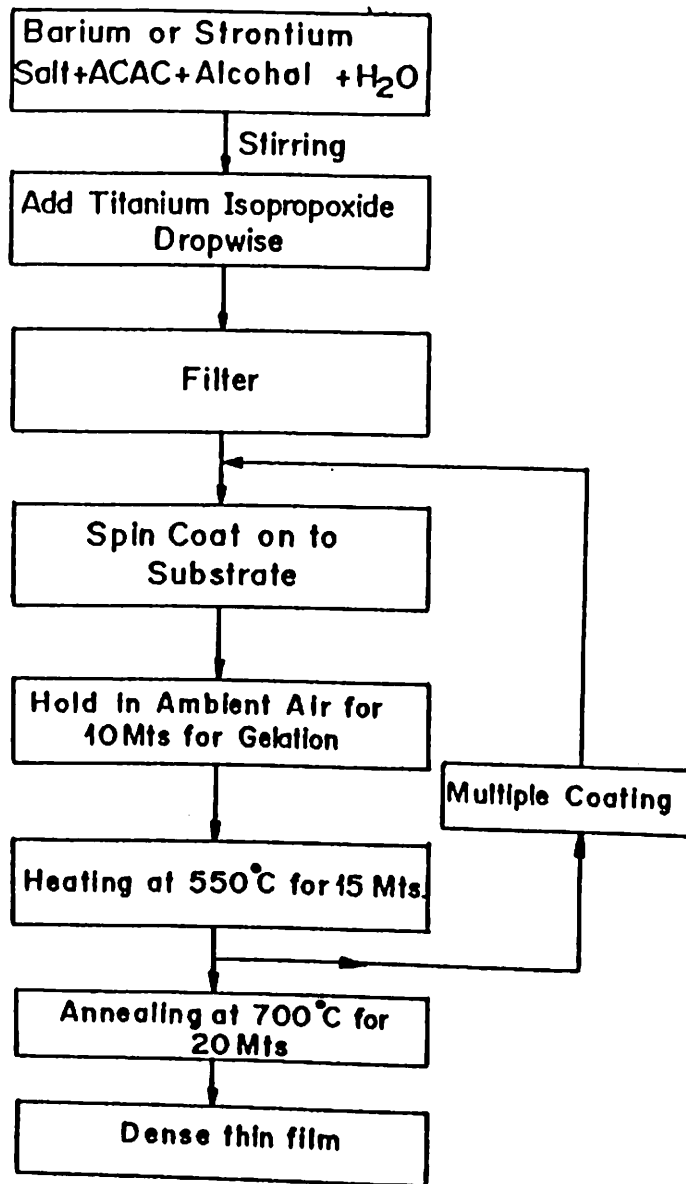 Barium or Strontium
Salt+ACAC+Alcohol +H₂O
Stirring
Add Titanium Isopropoxide
Dropwise
Filter
Spin Coat on to
Substrate
Hold in Ambient Air for
10Mts for Gelation
Multiple Coating
Heating at 550°C for 15 Mts.
Annealing at 700°C for
20 Mts
Dense thin film